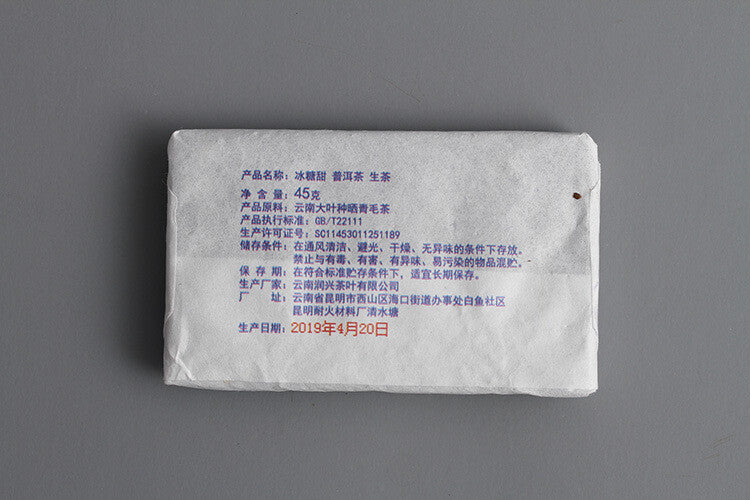 产品名称：冰糖甜 普洱茶 生茶
净 含 量：45克
产品原料：云南大叶种晒青毛茶
产品执行标准：GB/T22111
生产许可证号：SC11453011251189
储存条件：在通风清洁、避光、干燥、无异味的条件下存放。
禁止与有毒、有害、有异味、易污染的物品混贮。
保 存 期：在符合标准贮存条件下，适宜长期保存。
生产厂家：云南润兴茶叶有限公司
厂 址：云南省昆明市西山区海口街道办事处白鱼社区
昆明耐火材料厂清水塘
生产日期：2019年4月20日